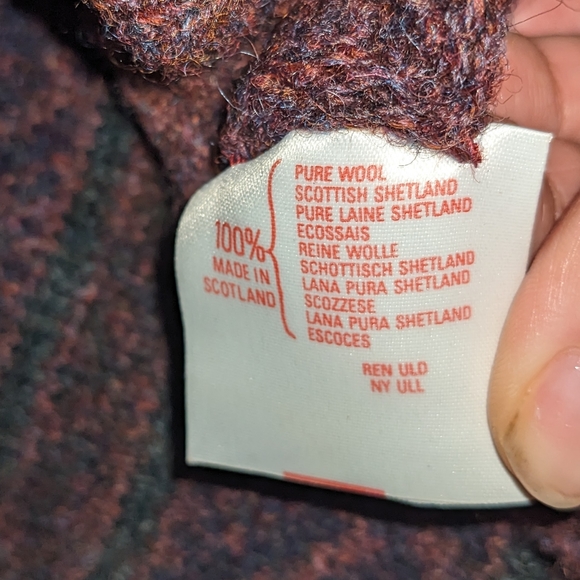 100%
MADE IN
SCOTLAND
PURE WOOL
SCOTTISH SHETLAND
PURE LAINE SHETLAND
ECOSSAIS
REINE WOLLE
SCHOTTISCH SHETLAND
LANA PURA SHETLAND
SCOZZESE
LANA PURA SHETLAND
ESCOCES
REN ULD
NY ULL